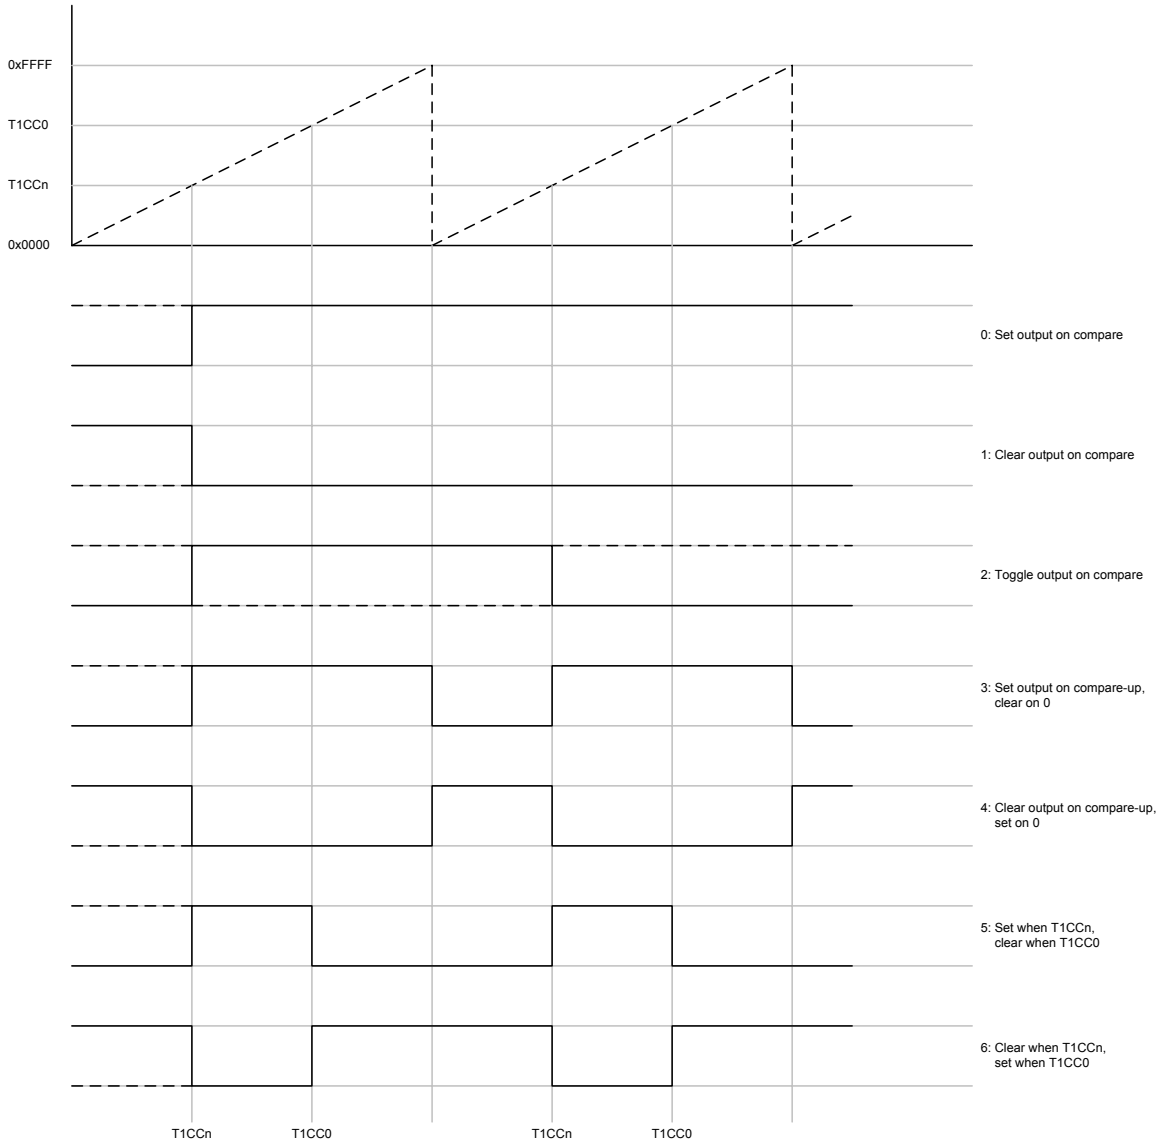 0xFFFF
T1CC0
T1CCn
0x0000
0: Set output on compare
1: Clear output on compare
2: Toggle output on compare
3: Set output on compare-up,
clear on 0
4: Clear output on compare-up,
set on 0
5: Set when T1CCn,
clear when T1CC0
6: Clear when T1CCn,
set when T1CC0
T1CCn T1CC0 T1CCn T1CC0